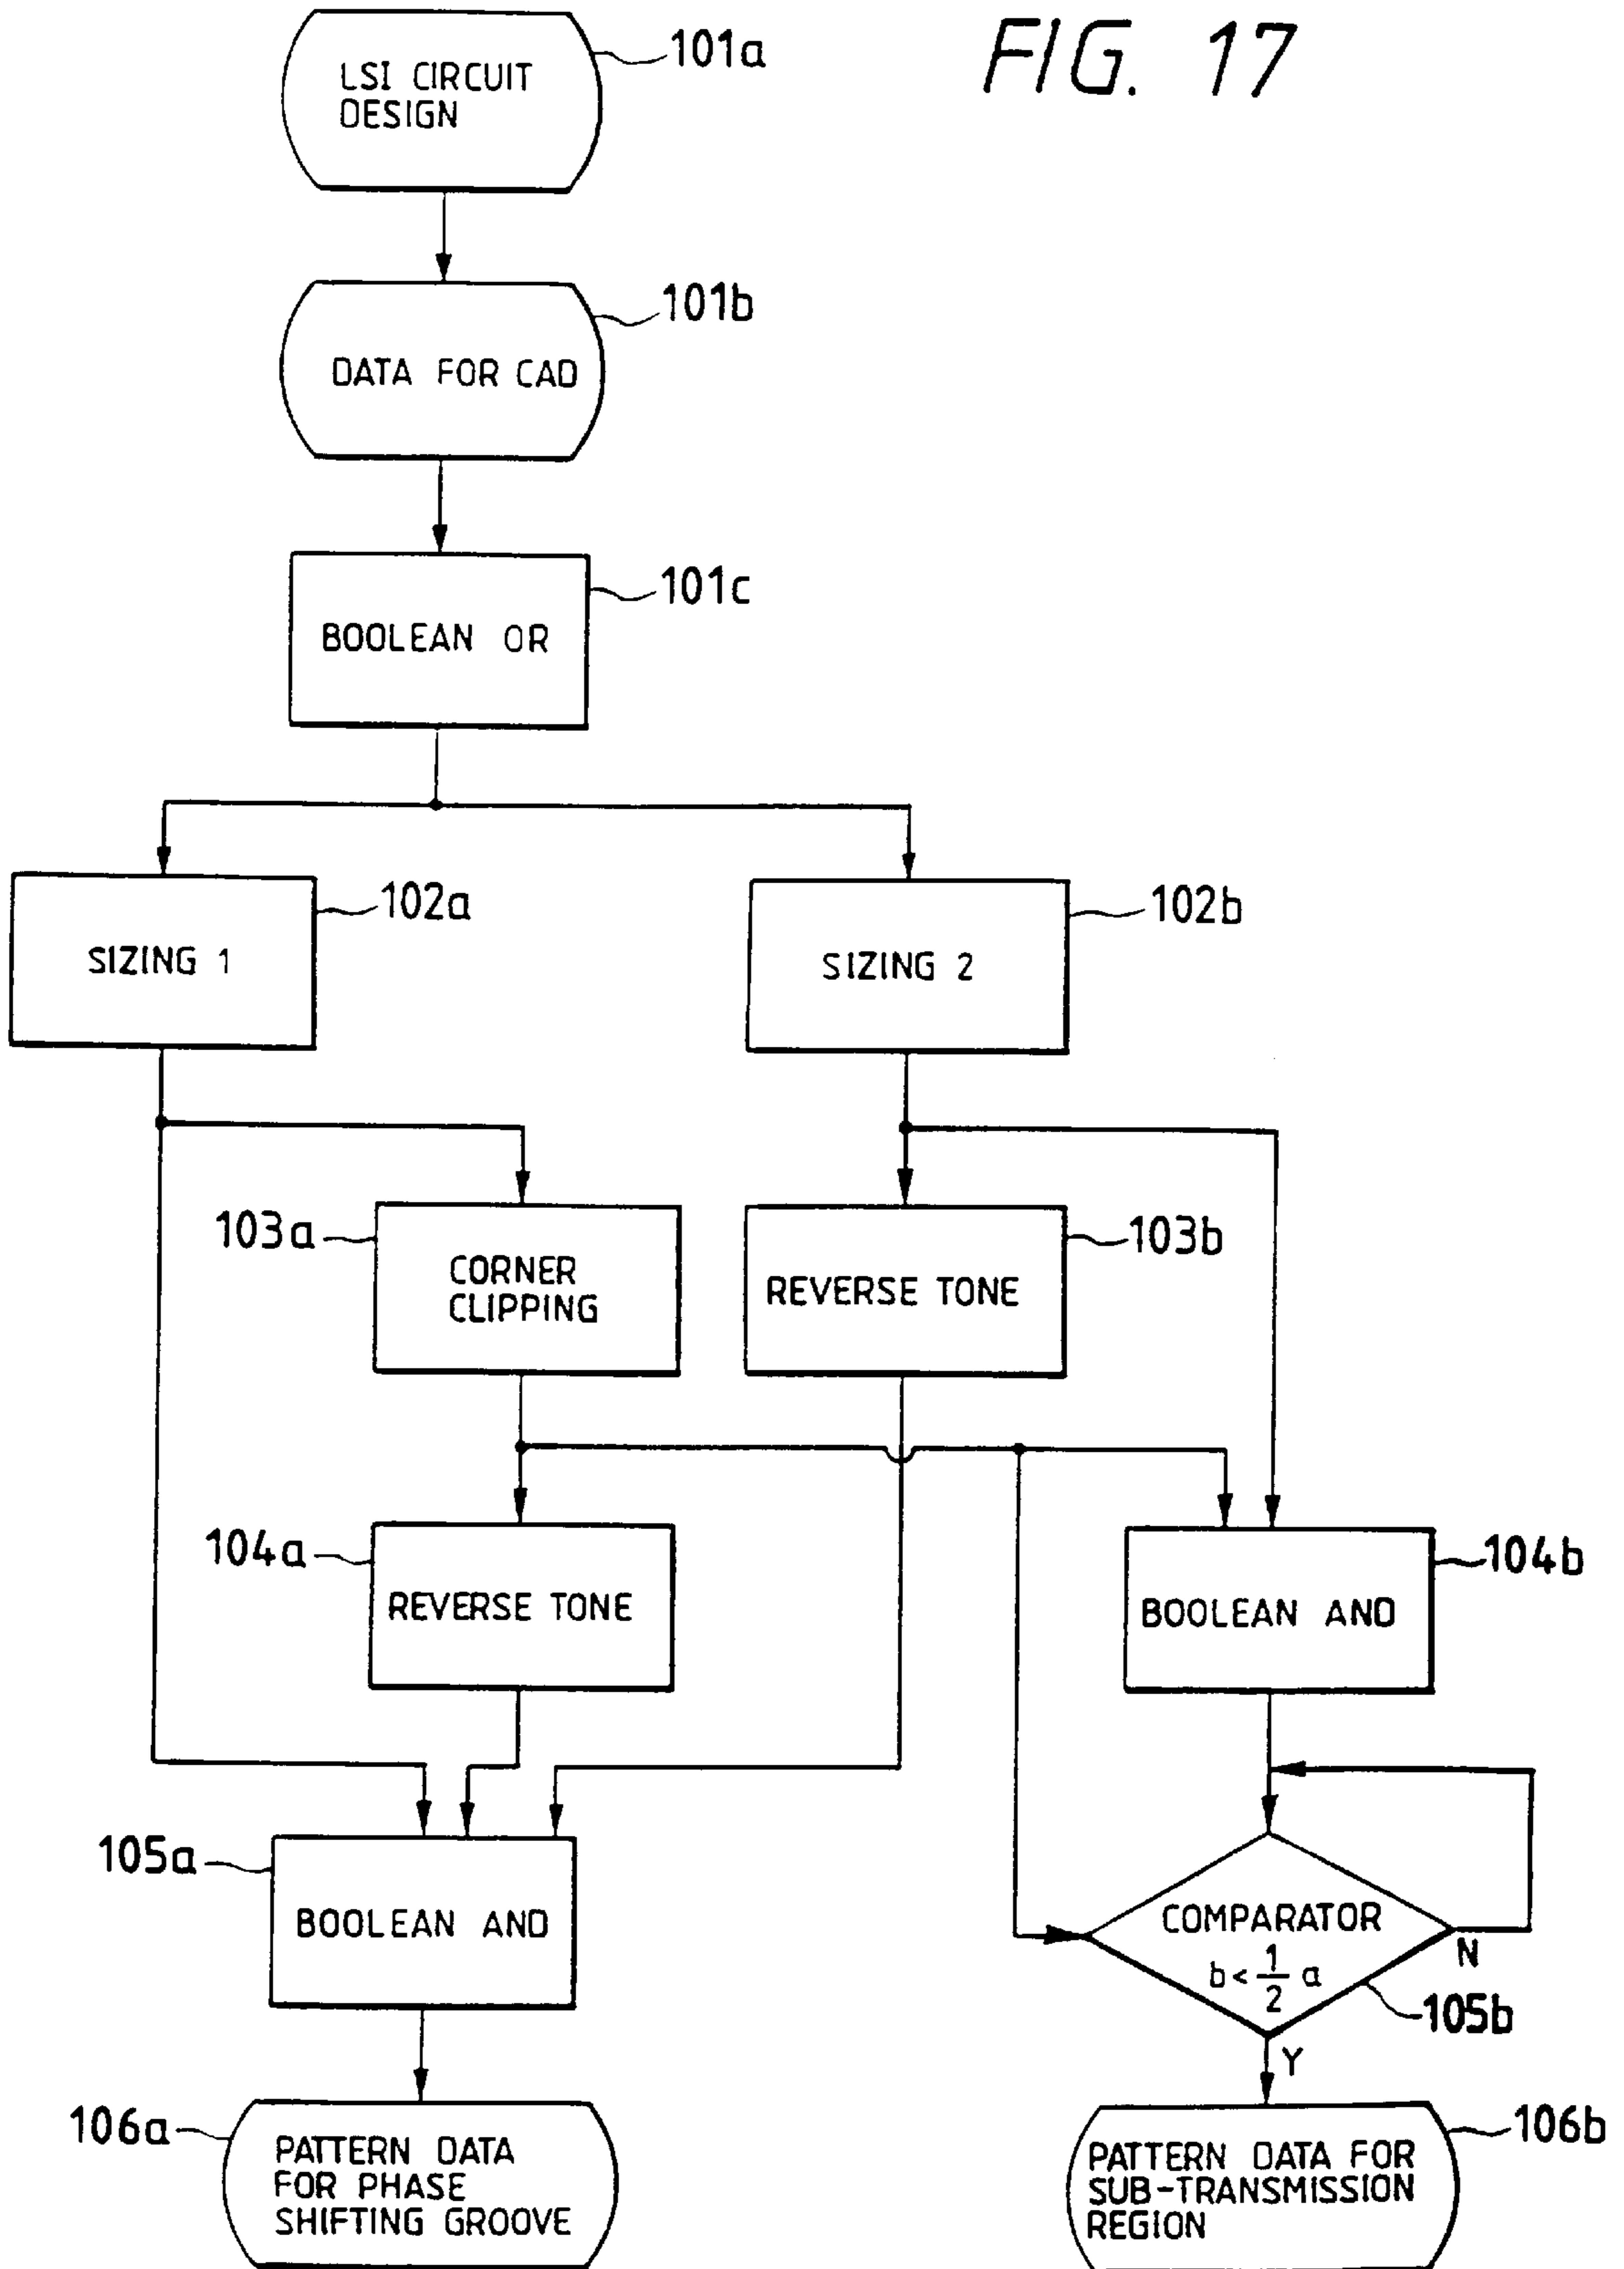 FIG. 17
101a
LSI CIRCUIT
DESIGN
101b
DATA FOR CAD
101c
BOOLEAN OR
102a
SIZING 1
102b
SIZING 2
103a
CORNER
CLIPPING
103b
REVERSE TONE
104a
REVERSE TONE
104b
BOOLEAN AND
105a
BOOLEAN AND
COMPARATOR
b < 1/2 a
N
105b
Y
106a
PATTERN DATA
FOR PHASE
SHIFTING GROOVE
106b
PATTERN DATA FOR
SUB-TRANSMISSION
REGION